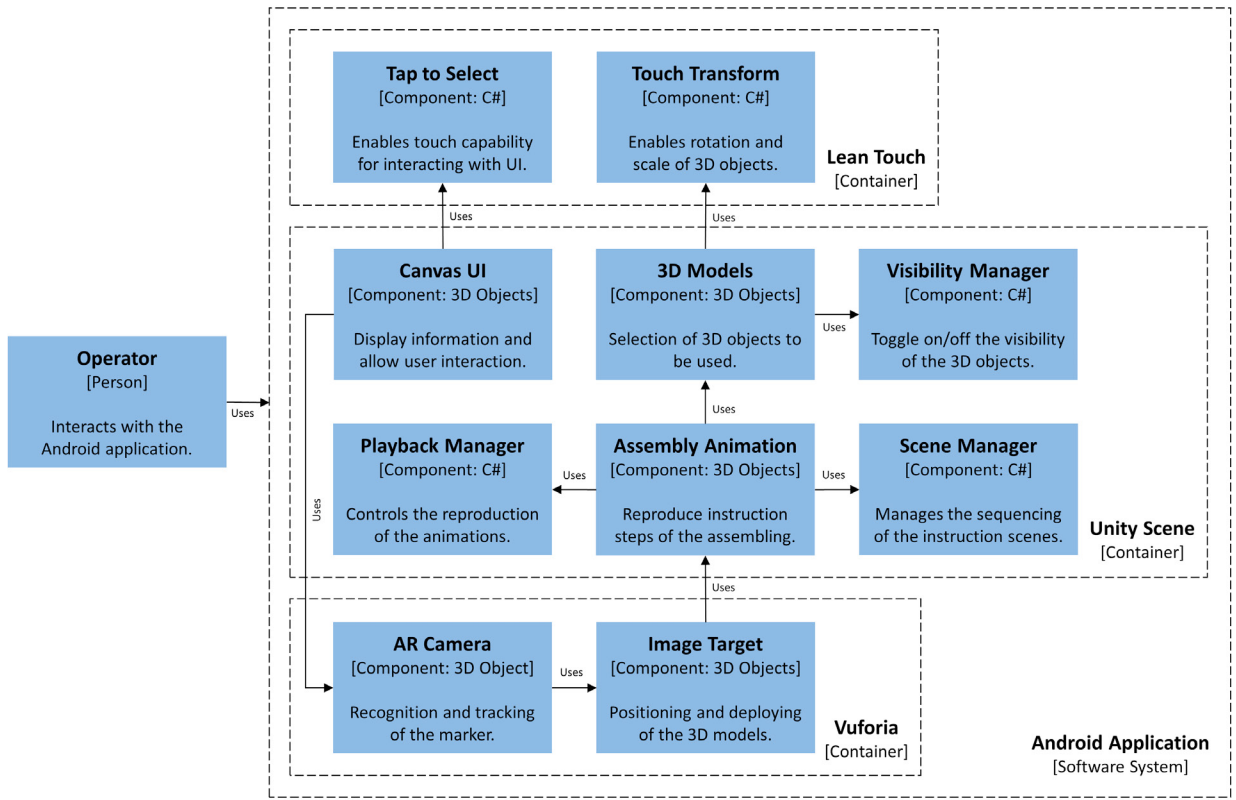 Tap to Select
[Component: C#]
Enables touch capability
for interacting with UI.
Touch Transform
[Component: C#]
Enables rotation and
scale of 3D objects.
Lean Touch
[Container]
Uses
Uses
Canvas UI
[Component: 3D Objects]
Display information and
allow user interaction.
3D Models
[Component: 3D Objects]
Selection of 3D objects to
be used.
Uses
Visibility Manager
[Component: C#]
Toggle on/off the visibility
of the 3D objects.
Operator
[Person]
Interacts with the
Android application.
Uses
Uses
Uses
Playback Manager
[Component: C#]
Controls the reproduction
of the animations.
Uses
Assembly Animation
[Component: 3D Objects]
Reproduce instruction
steps of the assembling.
Uses
Scene Manager
[Component: C#]
Manages the sequencing
of the instruction scenes.
Unity Scene
[Container]
Uses
AR Camera
[Component: 3D Object]
Recognition and tracking
of the marker.
Uses
Image Target
[Component: 3D Objects]
Positioning and deploying
of the 3D models.
Vuforia
[Container]
Android Application
[Software System]